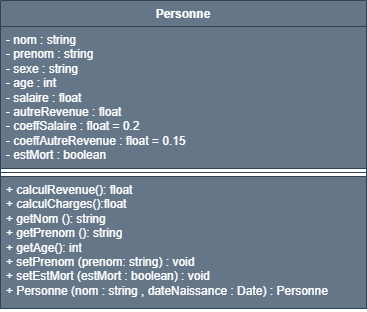 Personne
- nom : string
- prenom : string
- sexe : string
- age : int
- salaire : float
- autreRevenue : float
- coeffSalaire : float = 0.2
- coeffAutreRevenue : float = 0.15
- estMort : boolean
+ calculRevenue(): float
+ calculCharges():float
+ getNom (): string
+ getPrenom (): string
+ getAge(): int
+ setPrenom (prenom: string) : void
+ setEstMort (estMort : boolean) : void
+ Personne (nom : string , dateNaissance : Date) : Personne